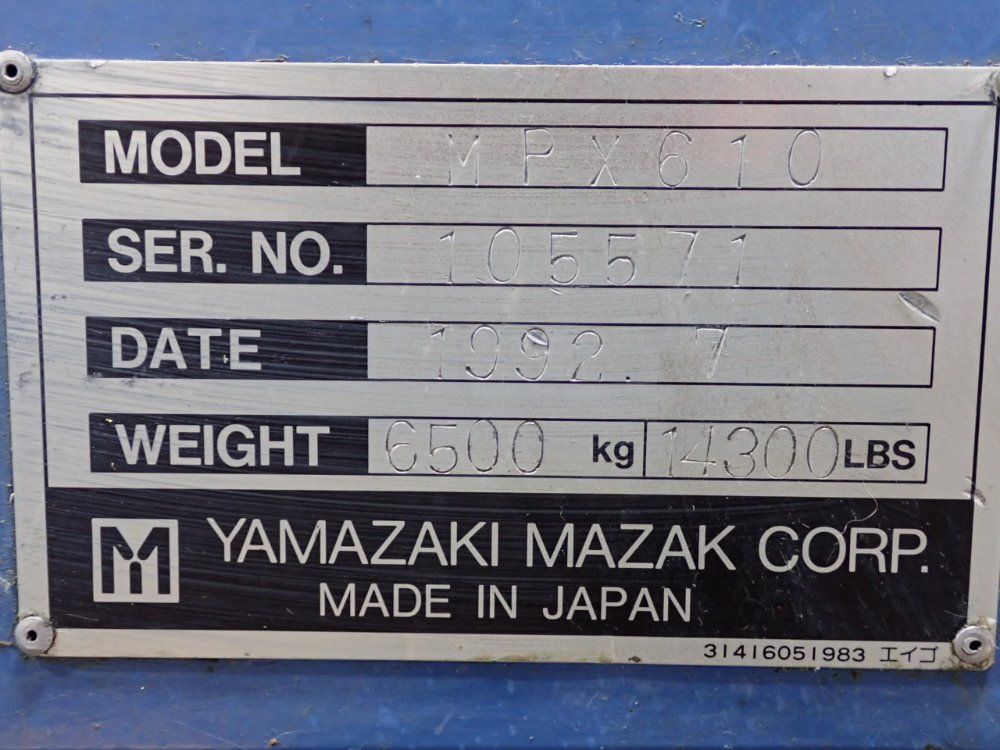 MODEL MPX610
SER. NO. 105571
DATE 1992. 7
WEIGHT 6500 kg 14300 LBS
M YAMAZAKI MAZAK CORP.
MADE IN JAPAN
31416051983 エイゴ